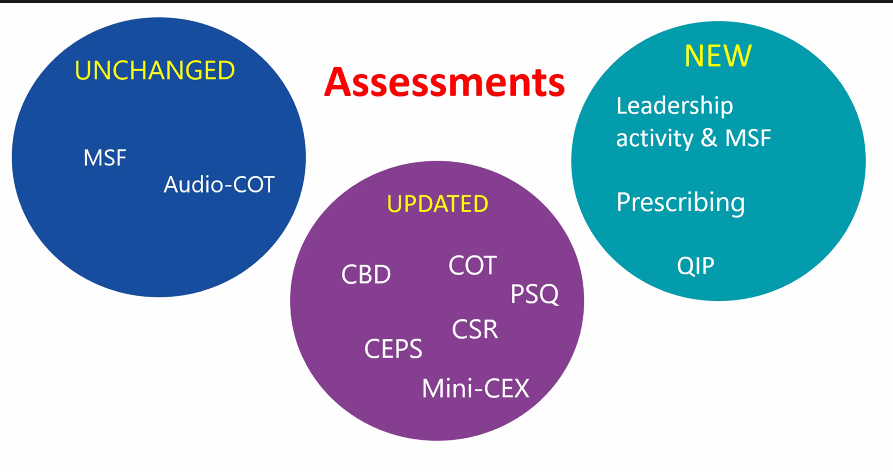 Assessments
UNCHANGED
MSF
Audio-COT
UPDATED
CBD
COT
PSQ
CSR
CEPS
Mini-CEX
NEW
Leadership
activity & MSF
Prescribing
QIP